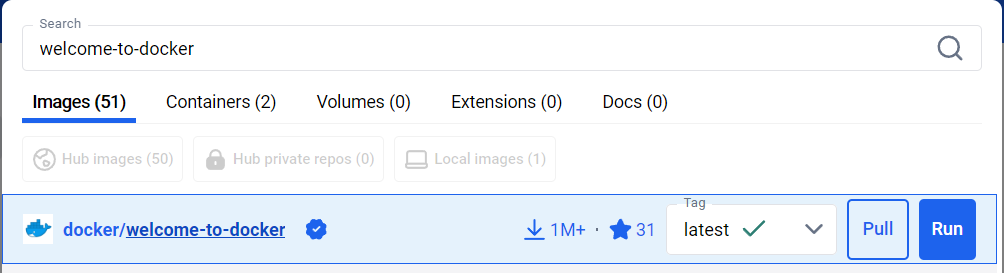 Search
welcome-to-docker
Images (51) Containers (2) Volumes (0) Extensions (0) Docs (0)
Hub images (50) Hub private repos (0) Local images (1)
Tag
docker/welcome-to-docker 1M+ · 31 latest Pull Run